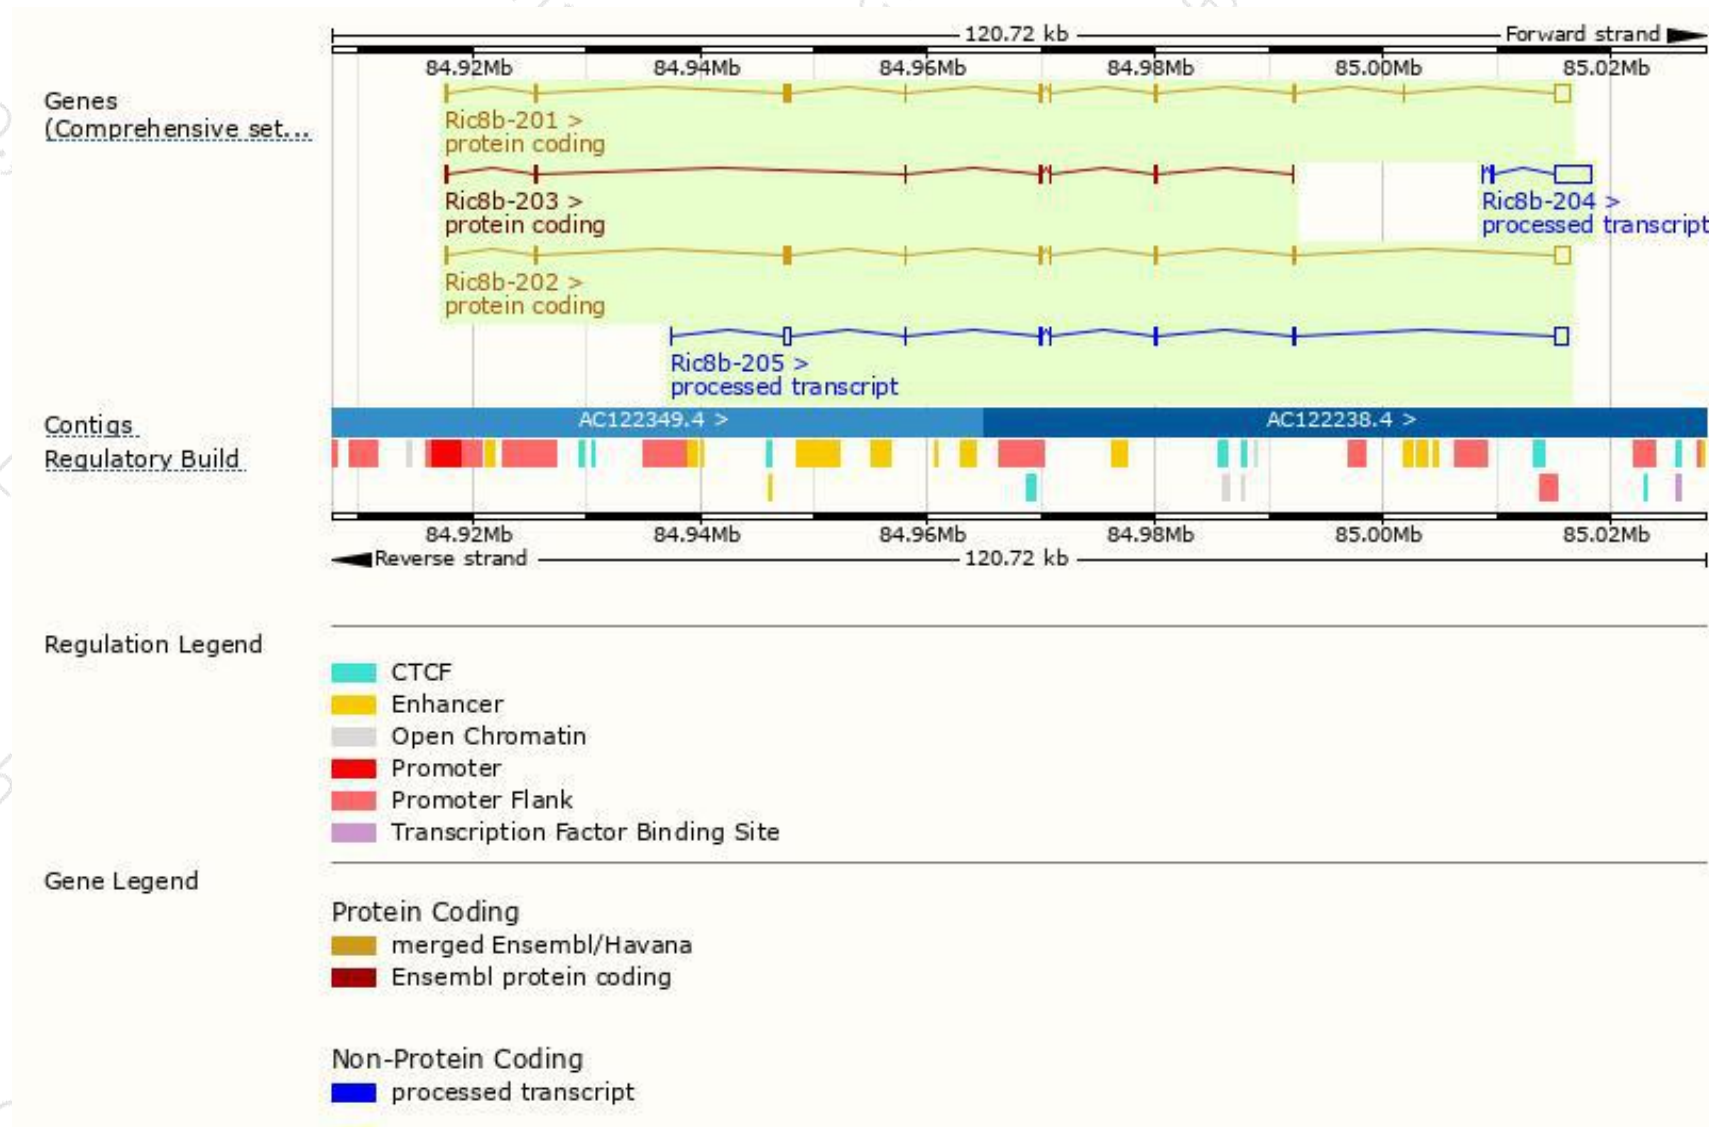 120.72 kb
Forward strand
84.92Mb 84.94Mb 84.96Mb 84.98Mb 85.00Mb 85.02Mb
Genes
(Comprehensive set...
Ric8b-201 >
protein coding
Ric8b-203 >
protein coding
Ric8b-204 >
processed transcript
Ric8b-202 >
protein coding
Ric8b-205 >
processed transcript
Contigs
AC122349.4 > AC122238.4 >
Regulatory Build
84.92Mb 84.94Mb 84.96Mb 84.98Mb 85.00Mb 85.02Mb
Reverse strand
120.72 kb
Regulation Legend
CTCF
Enhancer
Open Chromatin
Promoter
Promoter Flank
Transcription Factor Binding Site
Gene Legend
Protein Coding
merged Ensembl/Havana
Ensembl protein coding
Non-Protein Coding
processed transcript